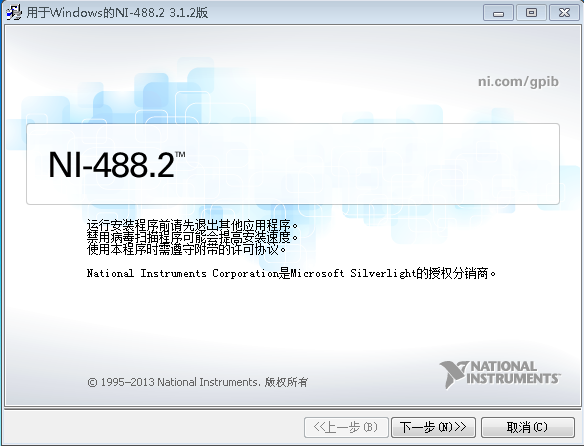 用于Windows的NI-488.2 3.1.2版
ni.com/gpib
NI-488.2™
运行安装程序前请先退出其他应用程序。
禁用病毒扫描程序可能会提高安装速度。
使用本程序时需遵守附带的许可协议。
National Instruments Corporation是Microsoft Silverlight的授权分销商。
© 1995–2013 National Instruments. 版权所有
NATIONAL
INSTRUMENTS™
<<上一步(B) 下一步(N)>> 取消(C)